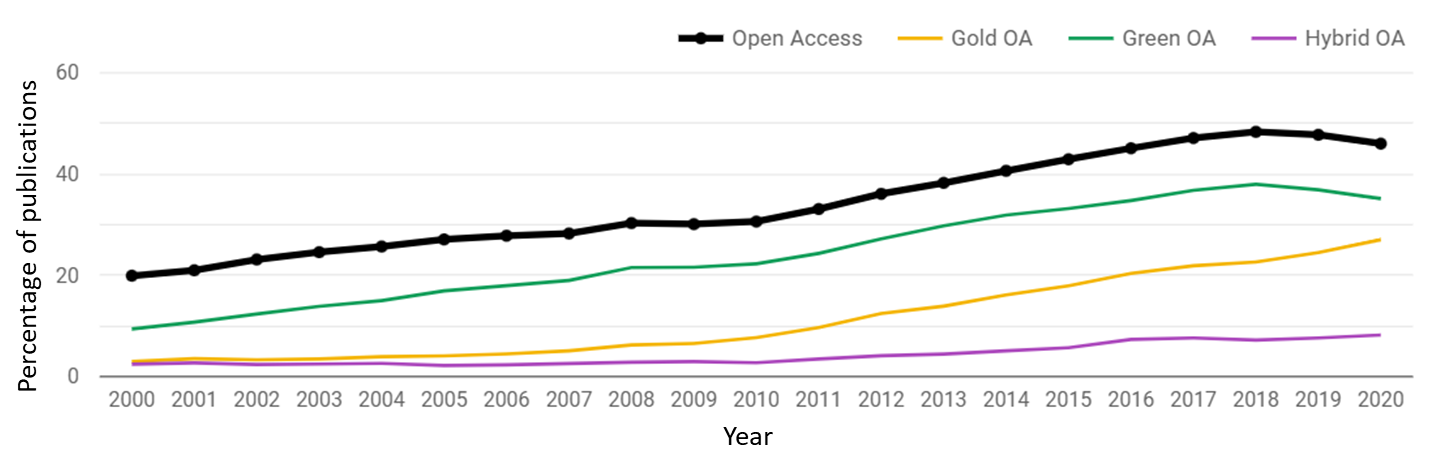 Open Access Gold OA Green OA Hybrid OA
60
40
20
0
Percentage of publications
2000 2001 2002 2003 2004 2005 2006 2007 2008 2009 2010 2011 2012 2013 2014 2015 2016 2017 2018 2019 2020
Year